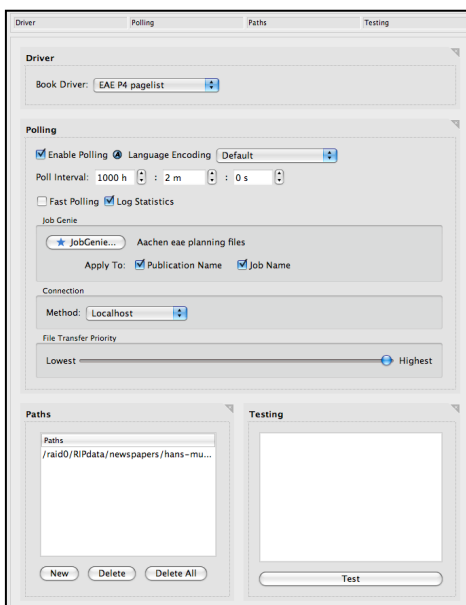 Driver Polling Paths Testing
Driver
Book Driver: EAE P4 pagelist
Polling
Enable Polling Language Encoding Default
Poll Interval: 1000 h : 2 m : 0 s
Fast Polling Log Statistics
Job Genie
JobGenie... Aachen eae planning files
Apply To: Publication Name Job Name
Connection
Method: Localhost
File Transfer Priority
Lowest Highest
Paths
Paths
/raid0/RIPdata/newspapers/hans-mu...
New Delete Delete All
Testing
Test